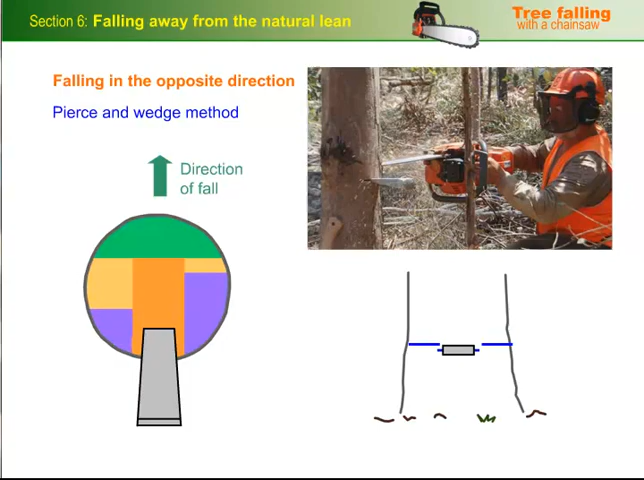 Section 6: Falling away from the natural lean
Tree falling
with a chainsaw
Falling in the opposite direction
Pierce and wedge method
Direction
of fall